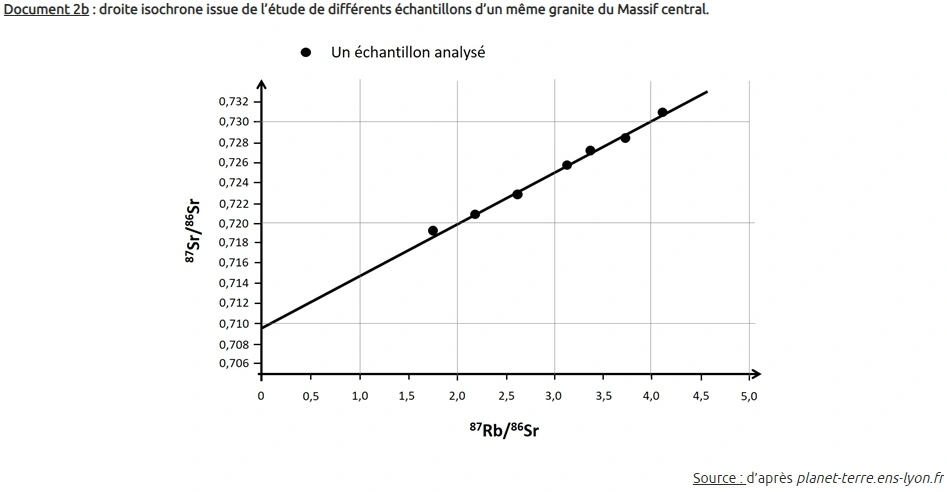 Document 2b : droite isochrone issue de l'étude de différents échantillons d'un même granite du Massif central.
Un échantillon analysé
0,732
0,730
0,728
0,726
0,724
0,722
0,720
0,718
0,716
0,714
0,712
0,710
0,708
0,706
⁸⁷Sr/⁸⁶Sr
0 0,5 1,0 1,5 2,0 2,5 3,0 3,5 4,0 4,5 5,0
⁸⁷Rb/⁸⁶Sr
Source : d'après planet-terre.ens-lyon.fr